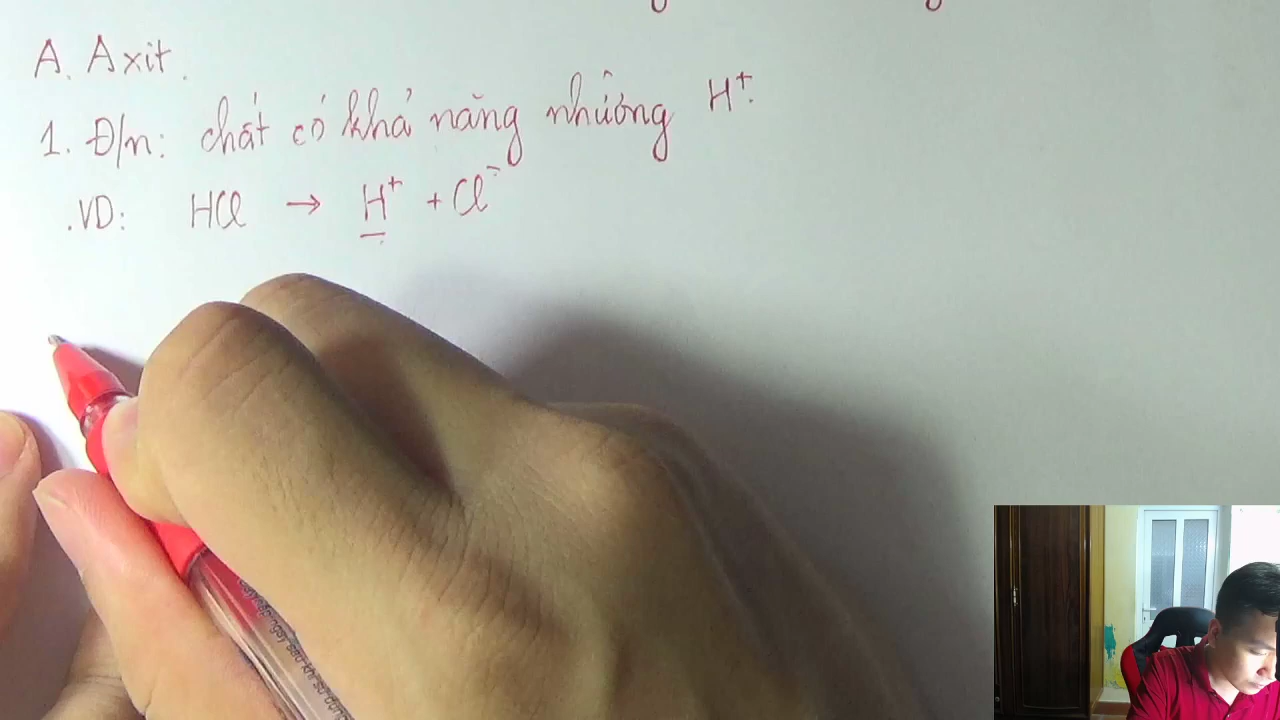 A. Axit.
1. Đ/n: chất có khả năng nhường H⁺.
.VD: HCl → H⁺ + Cl⁻